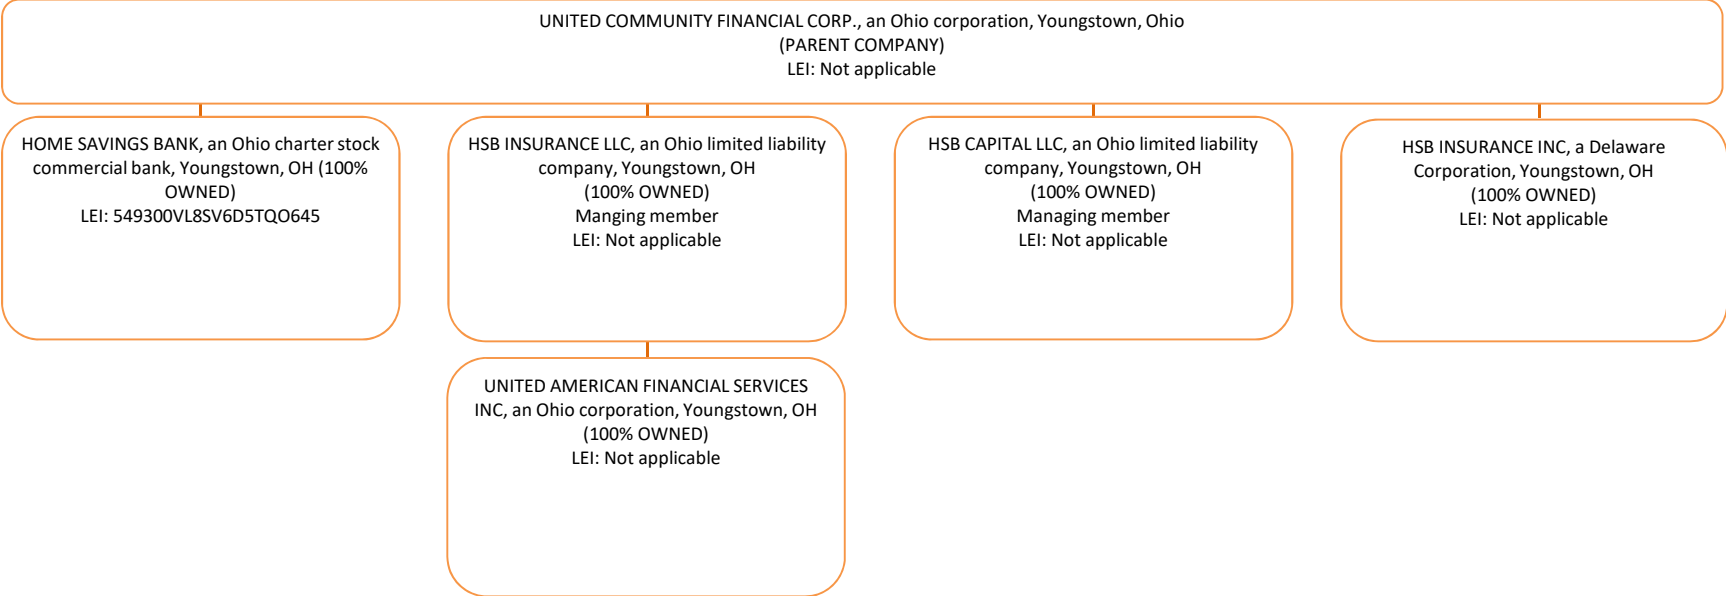 UNITED COMMUNITY FINANCIAL CORP., an Ohio corporation, Youngstown, Ohio
(PARENT COMPANY)
LEI: Not applicable
HOME SAVINGS BANK, an Ohio charter stock
commercial bank, Youngstown, OH (100%
OWNED)
LEI: 549300VL8SV6D5TQO645
HSB INSURANCE LLC, an Ohio limited liability
company, Youngstown, OH
(100% OWNED)
Manging member
LEI: Not applicable
HSB CAPITAL LLC, an Ohio limited liability
company, Youngstown, OH
(100% OWNED)
Managing member
LEI: Not applicable
HSB INSURANCE INC, a Delaware
Corporation, Youngstown, OH
(100% OWNED)
LEI: Not applicable
UNITED AMERICAN FINANCIAL SERVICES
INC, an Ohio corporation, Youngstown, OH
(100% OWNED)
LEI: Not applicable